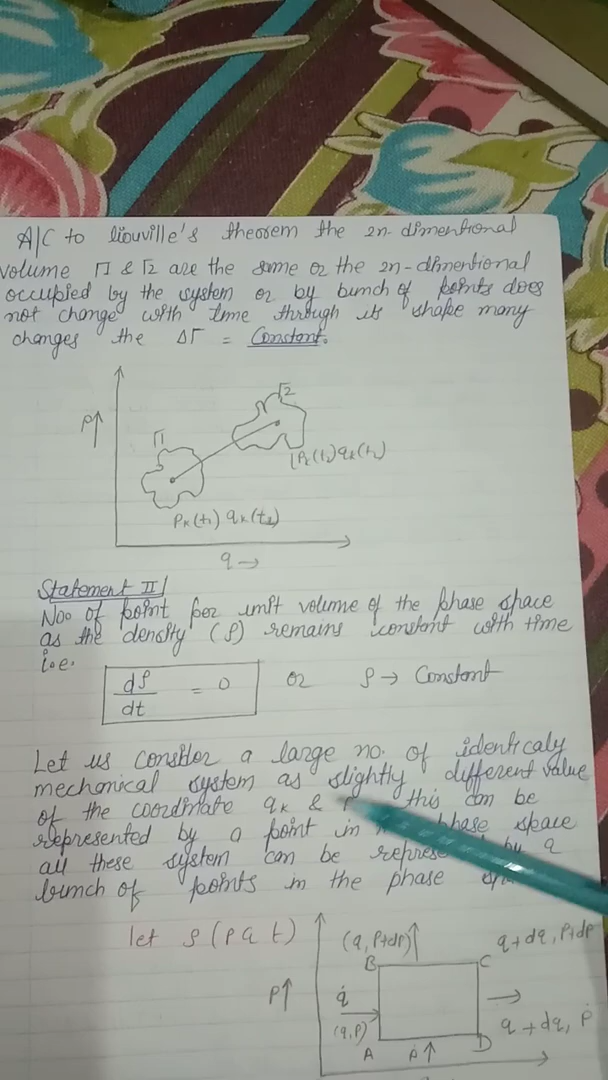 A/C to liouville's theorem the 2n-dimentional
volume Γ1 & Γ2 are the same or the 2n-dimentional
occupied by the system or by bunch of points does
not change with time through its shape many
changes the ΔΓ = Constant.
P↑
Γ1
Γ2
(t₁) qₖ(t₁)
Pₖ(t₁) qₖ(t₂)
q →
Statement II
Noo of point per unit volume of the phase space
as the density (ρ) remains constant with time
i.e.
dρ/dt = 0 or ρ → Constant
Let us consider a large no. of identicaly
mechanical system as slightly different value
of the coordinate qₖ & this can be
represented by a point in phase space
all these system can be by a
bunch of points in the phase
let ρ(p q t)
P↑
(q, P+dp)↑
q+dq, P+dp
B
C
q̇
(q,P)
→
q+dq, Ṗ
A
Ṗ↑
D